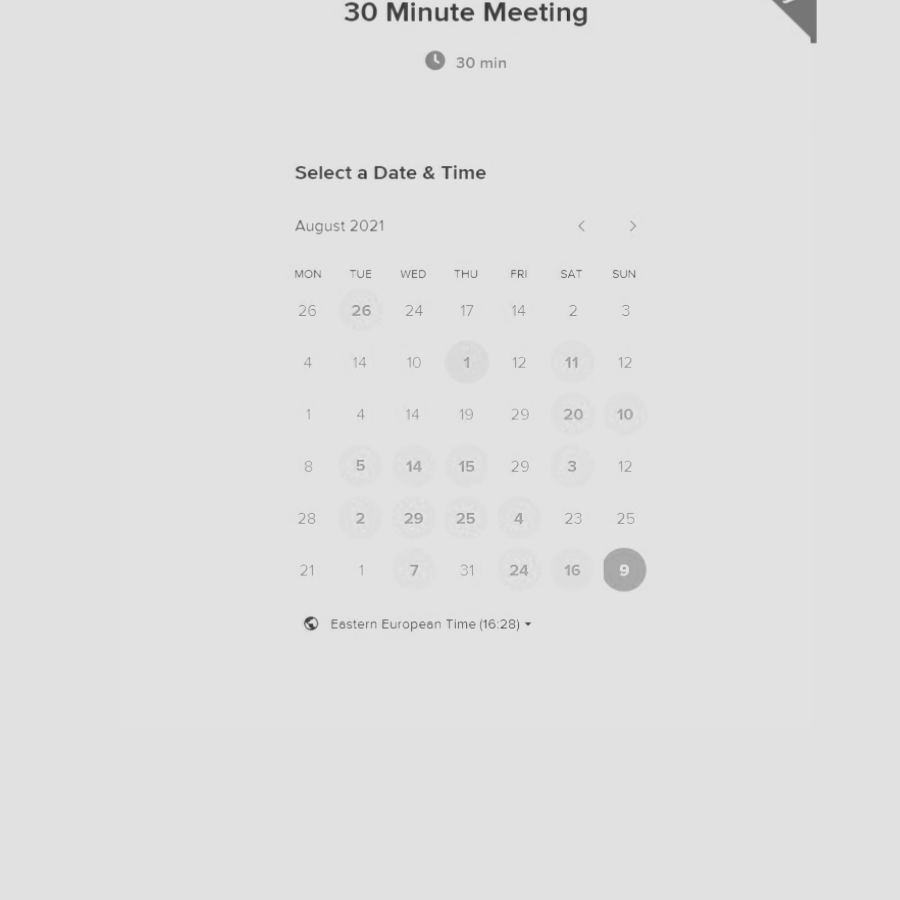 30 Minute Meeting
30 min
Select a Date & Time
August 2021
MON TUE WED THU FRI SAT SUN
26 26 24 17 14 2 3
4 14 10 1 12 11 12
1 4 14 19 29 20 10
8 5 14 15 29 3 12
28 2 29 25 4 23 25
21 1 7 31 24 16 9
Eastern European Time (16:28)